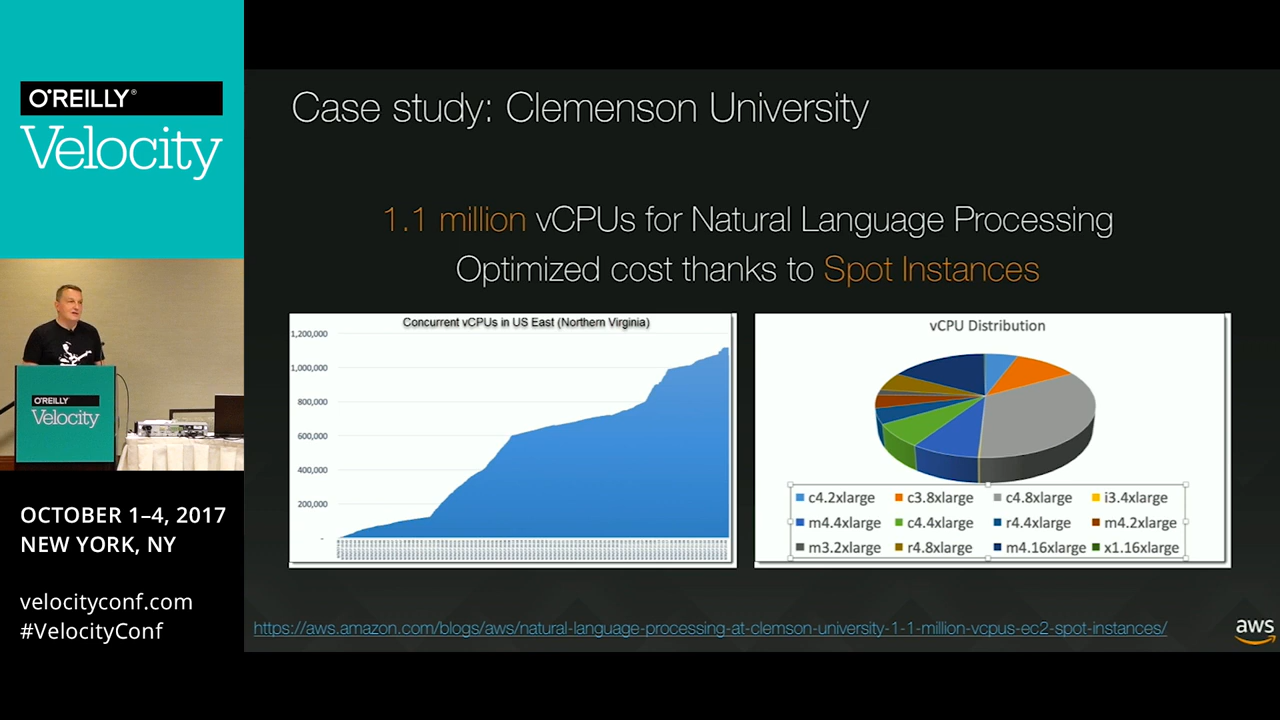 O'REILLY®
Velocity
O'REILLY
Velocity
OCTOBER 1–4, 2017
NEW YORK, NY
velocityconf.com
#VelocityConf
Case study: Clemenson University
1.1 million vCPUs for Natural Language Processing
Optimized cost thanks to Spot Instances
Concurrent vCPUs in US East (Northern Virginia)
1,200,000
1,000,000
800,000
600,000
400,000
200,000
-
vCPU Distribution
c4.2xlarge c3.8xlarge c4.8xlarge i3.4xlarge
m4.4xlarge c4.4xlarge r4.4xlarge m4.2xlarge
m3.2xlarge r4.8xlarge m4.16xlarge x1.16xlarge
https://aws.amazon.com/blogs/aws/natural-language-processing-at-clemson-university-1-1-million-vcpus-ec2-spot-instances/
aws